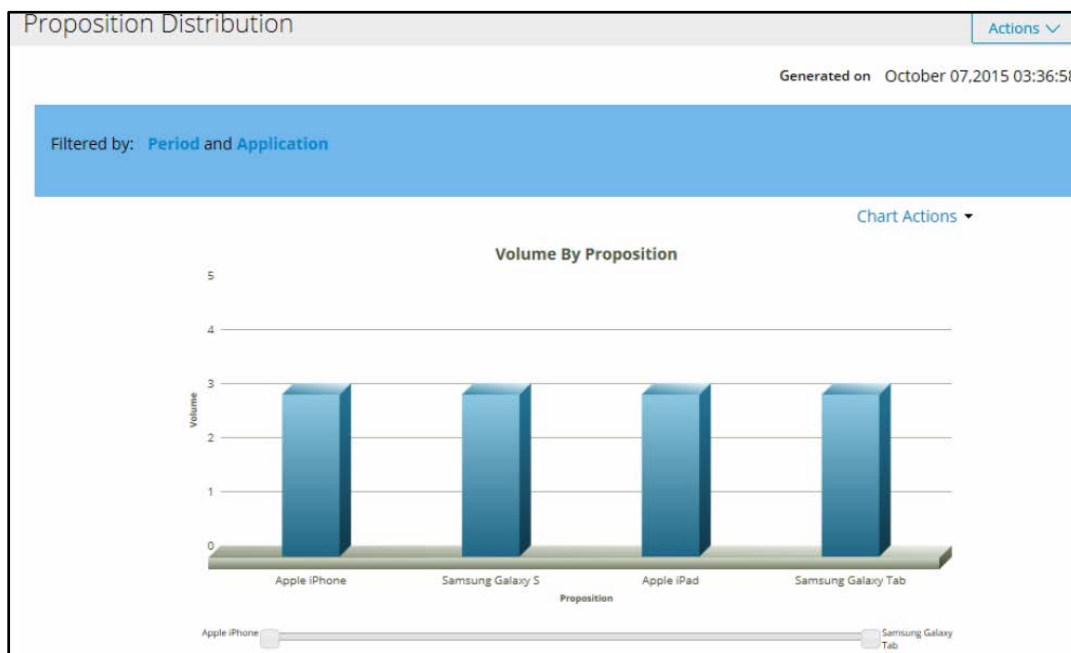 Proposition Distribution
Actions
Generated on October 07,2015 03:36:58
Filtered by: Period and Application
Chart Actions
Volume By Proposition
5
4
3
2
1
0
Volume
Apple iPhone Samsung Galaxy S Apple iPad Samsung Galaxy Tab
Proposition
Apple iPhone Samsung Galaxy
Tab